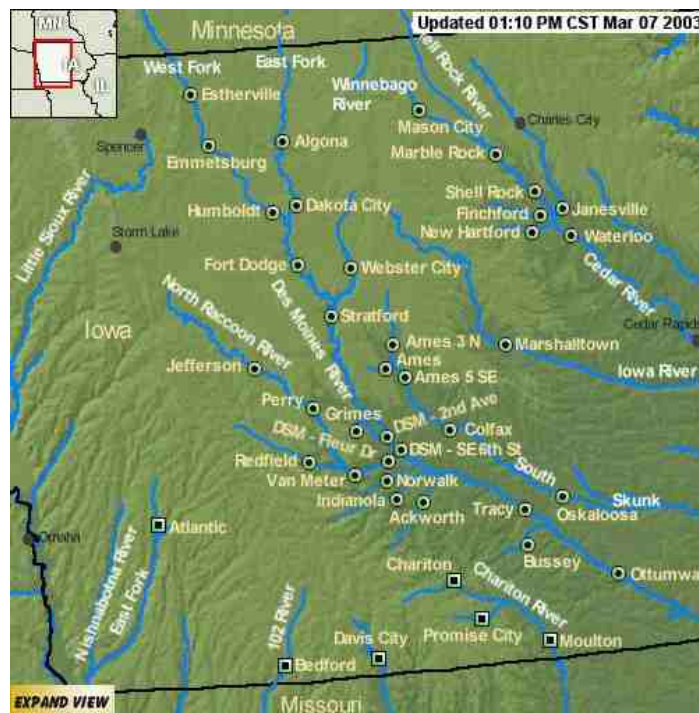 MN
IA
IL
Minnesota
Updated 01:10 PM CST Mar 07 2003
West Fork
East Fork
Winnebago
River
Shell Rock River
Estherville
Mason City
Charles City
Spencer
Algona
Emmetsburg
Marble Rock
Little Sioux River
Shell Rock
Humboldt
Dakota City
Finchford
Janesville
Storm Lake
New Hartford
Waterloo
Fort Dodge
Webster City
Cedar River
North Raccoon River
Des Moines River
Stratford
Iowa
Cedar Rapids
Ames 3 N
Marshalltown
Jefferson
Ames
Ames 5 SE
Iowa River
Perry
Grimes
DSM - 2nd Ave
Colfax
DSM - Fleur Dr
DSM - SE6th St
Redfield
Van Meter
Norwalk
South Skunk
Indianola
Ackworth
Tracy
Oskaloosa
Atlantic
Omaha
Bussey
Nishnabotna River
East Fork
Chariton
Chariton River
Ottumwa
102 River
Davis City
Promise City
Moulton
Bedford
EXPAND VIEW
Missouri